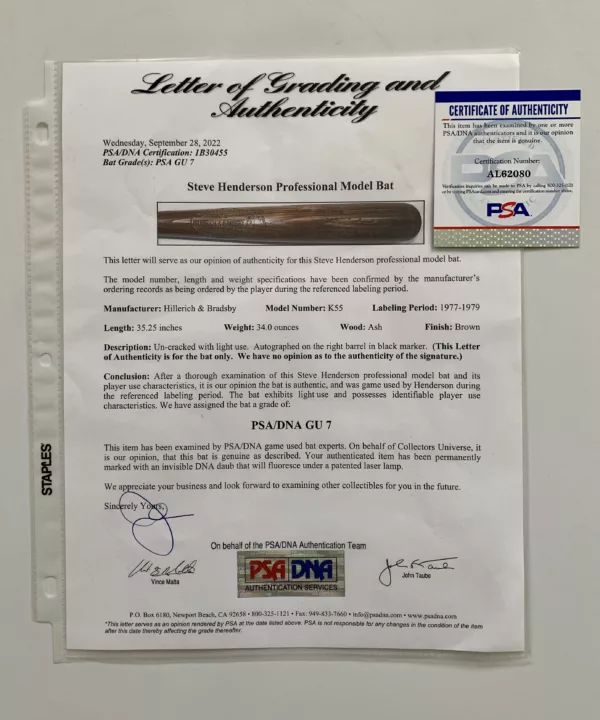 Letter of Grading and
Authenticity
Wednesday, September 28, 2022
PSA/DNA Certification: 1B30455
Bat Grade(s): PSA GU 7
Steve Henderson Professional Model Bat
This letter will serve as our opinion of authenticity for this Steve Henderson professional model bat.
The model number, length and weight specifications have been confirmed by the manufacturer's
ordering records as being ordered by the player during the referenced labeling period.
Manufacturer: Hillerich & Bradsby Model Number: K55 Labeling Period: 1977-1979
Length: 35.25 inches Weight: 34.0 ounces Wood: Ash Finish: Brown
Description: Un-cracked with light use. Autographed on the right barrel in black marker. (This Letter
of Authenticity is for the bat only. We have no opinion as to the authenticity of the signature.)
Conclusion: After a thorough examination of this Steve Henderson professional model bat and its
player use characteristics, it is our opinion the bat is authentic, and was game used by Henderson during
the referenced labeling period. The bat exhibits light use and possesses identifiable player use
characteristics. We have assigned the bat a grade of:
PSA/DNA GU 7
This item has been examined by PSA/DNA game used bat experts. On behalf of Collectors Universe, it
is our opinion, that this bat is genuine as described. Your authenticated item has been permanently
marked with an invisible DNA daub that will fluoresce under a patented laser lamp.
We appreciate your business and look forward to examining other collectibles for you in the future.
Sincerely Yours,
On behalf of the PSA/DNA Authentication Team
Vince Malta
PSA DNA
AUTHENTICATION SERVICES
John Taube
P.O. Box 6180, Newport Beach, CA 92658 • 800-325-1121 • Fax: 949-833-7660 • info@psadna.com • www.psadna.com
*This letter serves as an opinion rendered by PSA at the date listed above. PSA is not responsible for any changes in the condition of the item
after this date thereby affecting the grade thereafter.
STAPLES
CERTIFICATE OF AUTHENTICITY
This item has been examined by one or more
PSA/DNA authenticators and it is our opinion
that the item is genuine.
Certification Number:
AL62080
PSA